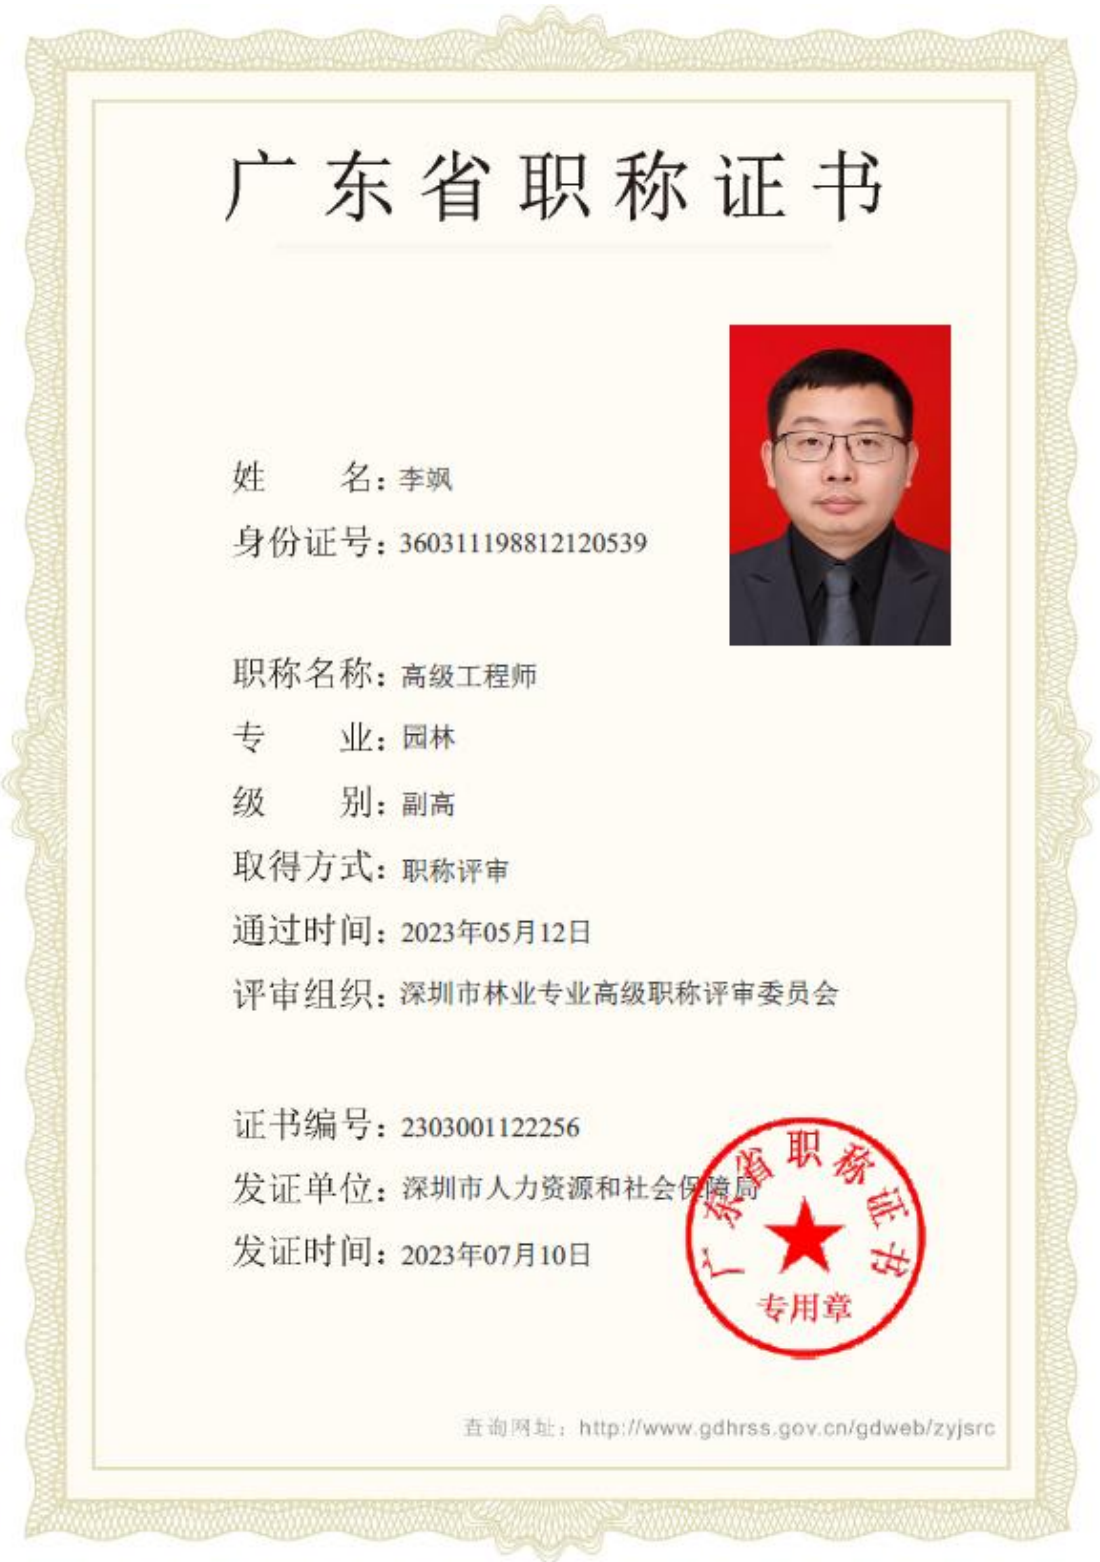 广东省职称证书
姓 名：李飒
身份证号：360311198812120539
职称名称：高级工程师
专 业：园林
级 别：副高
取得方式：职称评审
通过时间：2023年05月12日
评审组织：深圳市林业专业高级职称评审委员会
证书编号：2303001122256
发证单位：深圳市人力资源和社会保障局
发证时间：2023年07月10日
广东省职称证书
专用章
查询网址：http://www.gdhrss.gov.cn/gdweb/zyjsrc